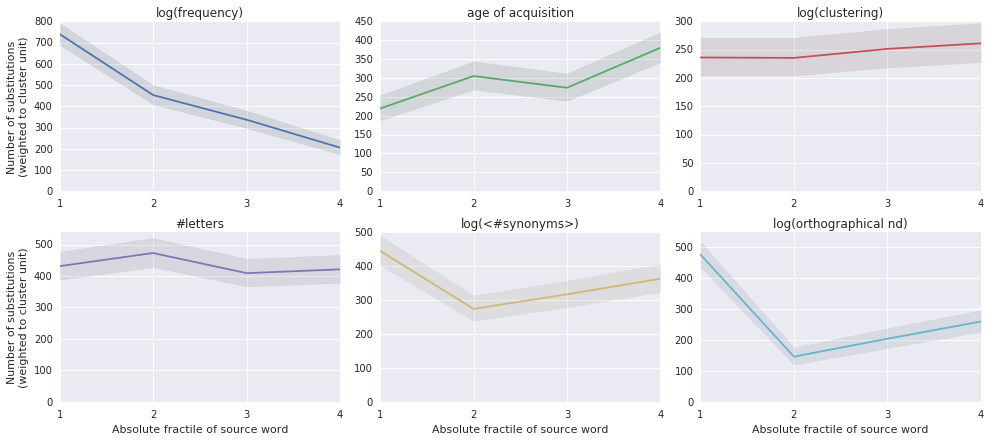 log(frequency)
age of acquisition
log(clustering)
Number of substitutions
(weighted to cluster unit)
800
700
600
500
400
300
200
100
0
1 2 3 4
450
400
350
300
250
200
150
100
50
0
1 2 3 4
300
250
200
150
100
50
0
1 2 3 4
#letters
log(<#synonyms>)
log(orthographical nd)
Number of substitutions
(weighted to cluster unit)
500
400
300
200
100
0
1 2 3 4
Absolute fractile of source word
500
400
300
200
100
0
1 2 3 4
Absolute fractile of source word
500
400
300
200
100
0
1 2 3 4
Absolute fractile of source word